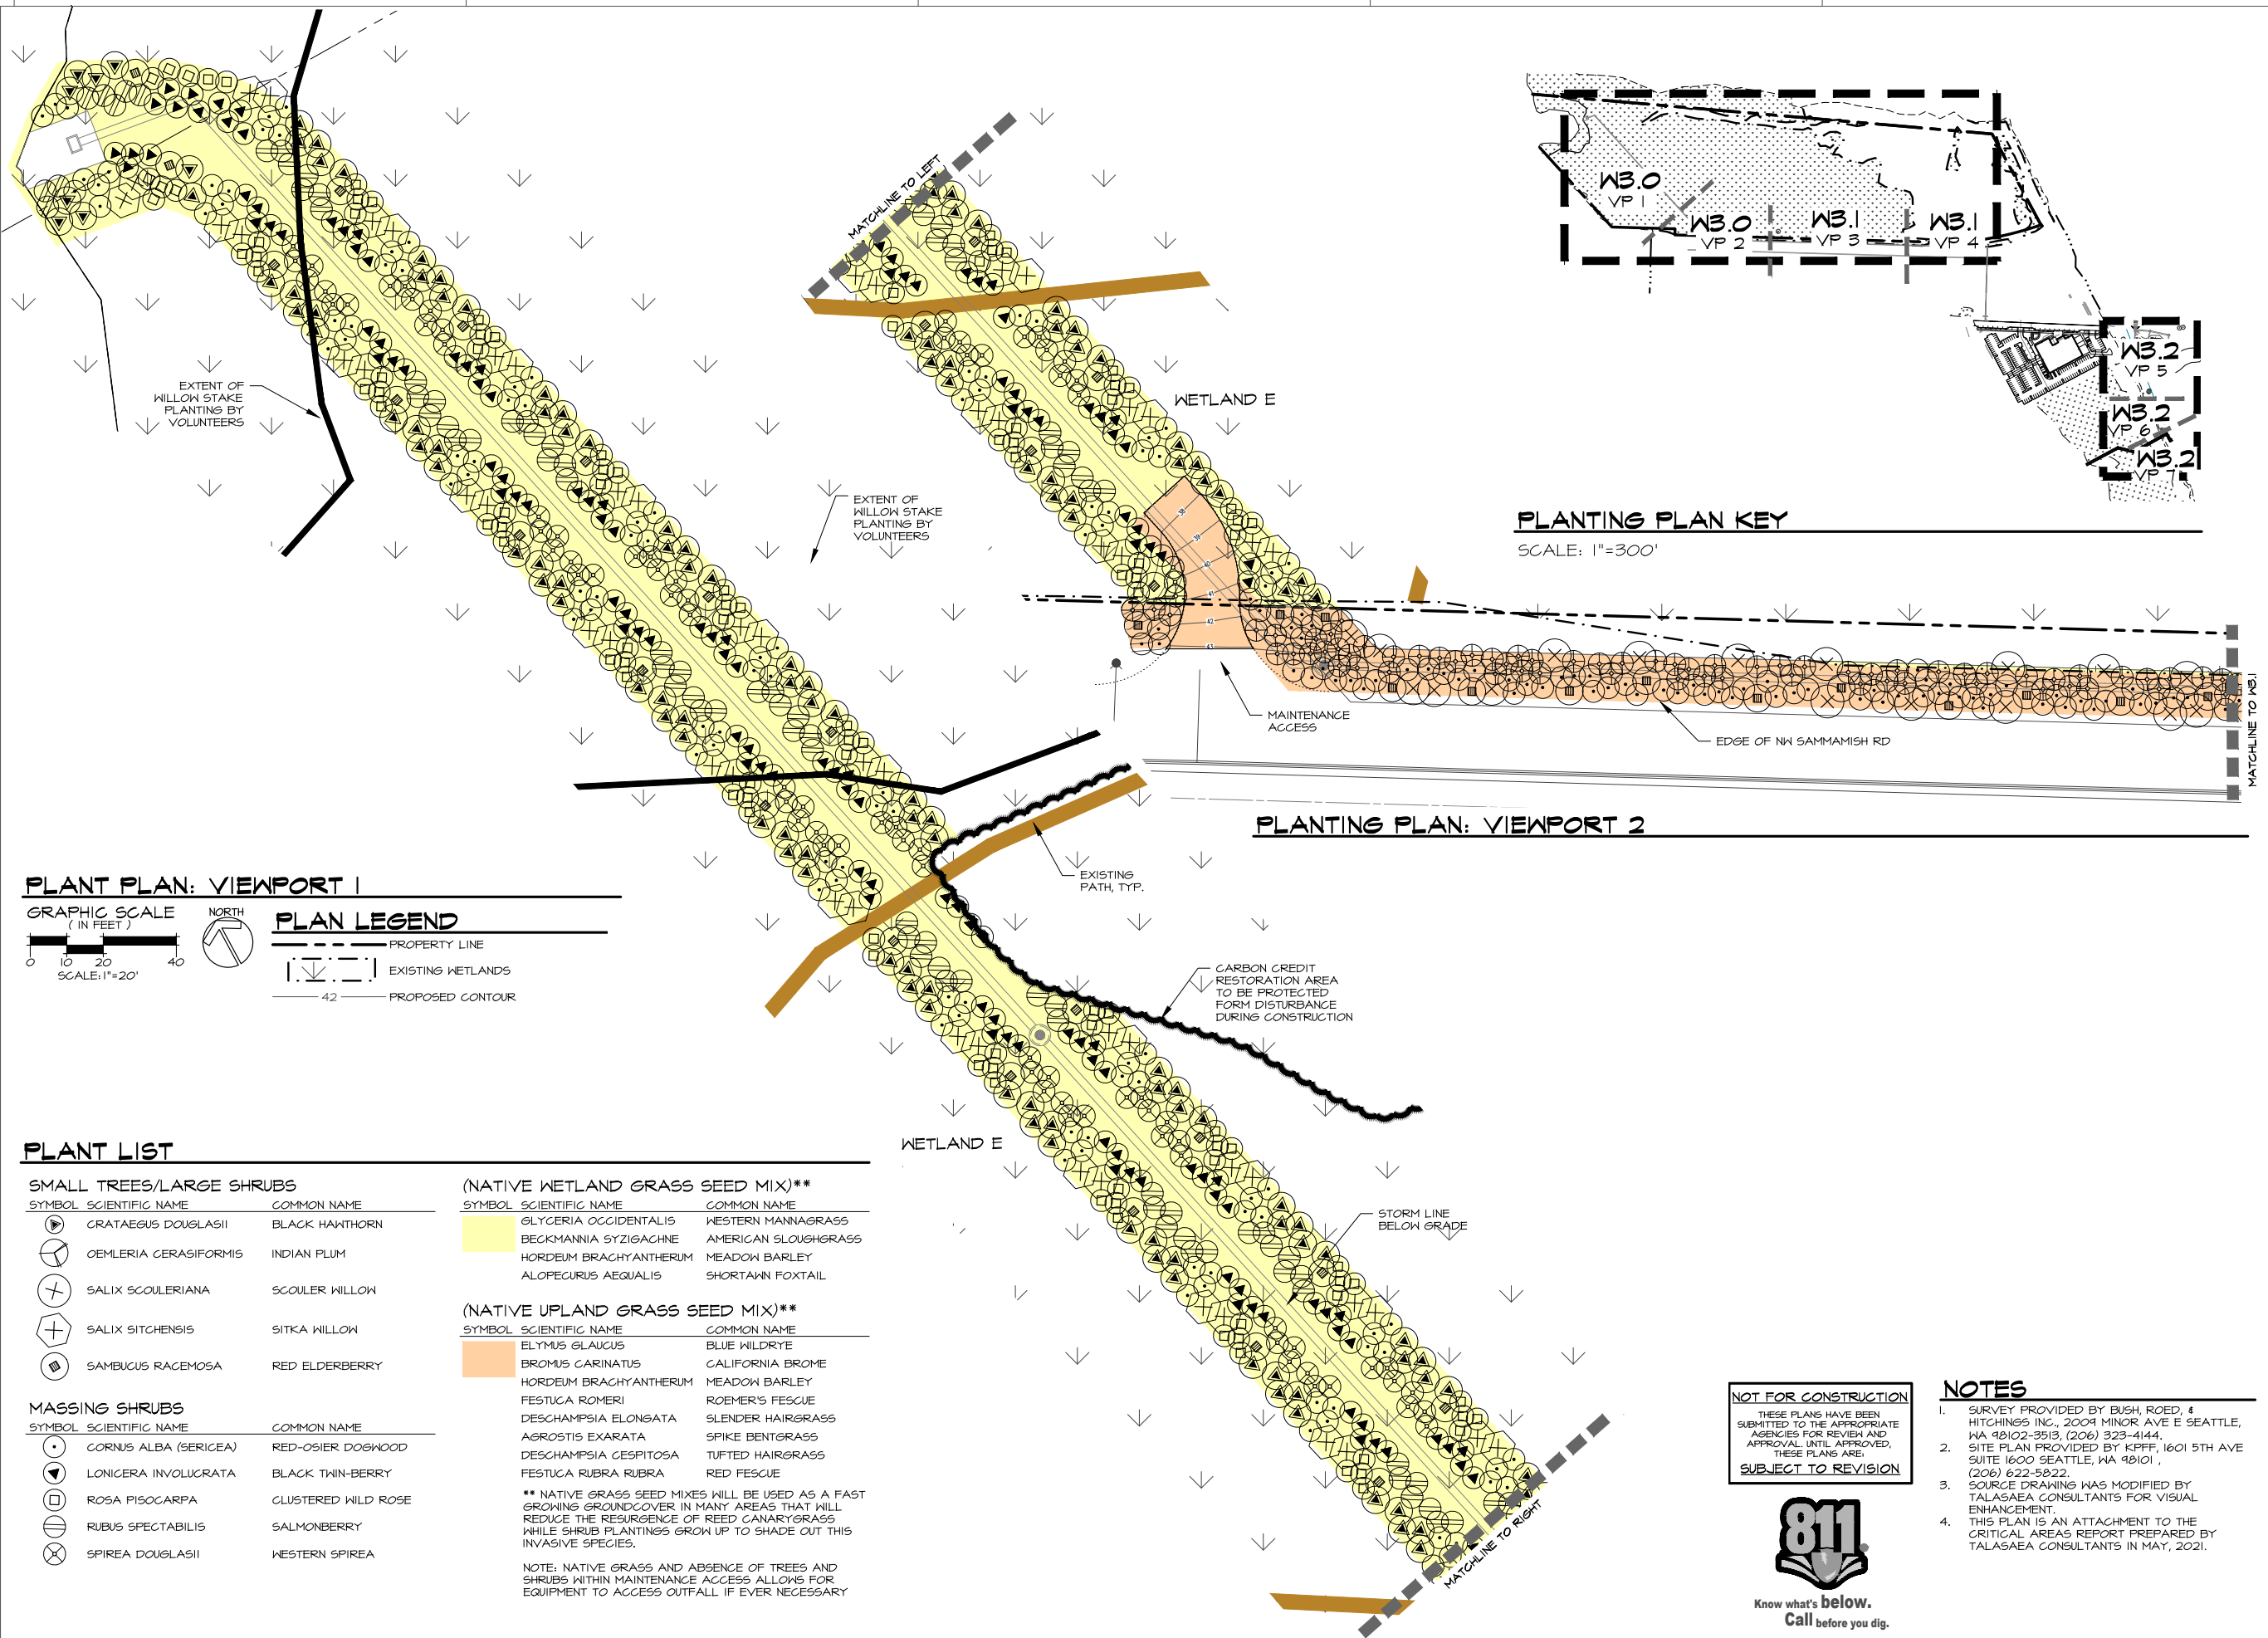 MATCHLINE TO LEFT
W3.0
VP 1
W3.0
VP 2
W3.1
VP 3
W3.1
VP 4
W3.2
VP 5
W3.2
VP 6
W3.2
VP 7
PLANTING PLAN KEY
SCALE: 1"=300'
EXTENT OF
WILLOW STAKE
PLANTING BY
VOLUNTEERS
WETLAND E
EXTENT OF
WILLOW STAKE
PLANTING BY
VOLUNTEERS
38
39
40
41
42
43
MAINTENANCE
ACCESS
EDGE OF NW SAMMAMISH RD
MATCHLINE TO W3.1
PLANTING PLAN: VIEWPORT 2
EXISTING
PATH, TYP.
PLANT PLAN: VIEWPORT 1
GRAPHIC SCALE
( IN FEET )
0 10 20 40
SCALE: 1"=20'
NORTH
PLAN LEGEND
PROPERTY LINE
EXISTING WETLANDS
42 PROPOSED CONTOUR
CARBON CREDIT
RESTORATION AREA
TO BE PROTECTED
FORM DISTURBANCE
DURING CONSTRUCTION
WETLAND E
STORM LINE
BELOW GRADE
MATCHLINE TO RIGHT
PLANT LIST
SMALL TREES/LARGE SHRUBS
SYMBOL SCIENTIFIC NAME COMMON NAME
CRATAEGUS DOUGLASII BLACK HAWTHORN
OEMLERIA CERASIFORMIS INDIAN PLUM
SALIX SCOULERIANA SCOULER WILLOW
SALIX SITCHENSIS SITKA WILLOW
SAMBUCUS RACEMOSA RED ELDERBERRY
MASSING SHRUBS
SYMBOL SCIENTIFIC NAME COMMON NAME
CORNUS ALBA (SERICEA) RED-OSIER DOGWOOD
LONICERA INVOLUCRATA BLACK TWIN-BERRY
ROSA PISOCARPA CLUSTERED WILD ROSE
RUBUS SPECTABILIS SALMONBERRY
SPIREA DOUGLASII WESTERN SPIREA
(NATIVE WETLAND GRASS SEED MIX)**
SYMBOL SCIENTIFIC NAME COMMON NAME
GLYCERIA OCCIDENTALIS WESTERN MANNAGRASS
BECKMANNIA SYZIGACHNE AMERICAN SLOUGHGRASS
HORDEUM BRACHYANTHERUM MEADOW BARLEY
ALOPECURUS AEQUALIS SHORTAWN FOXTAIL
(NATIVE UPLAND GRASS SEED MIX)**
SYMBOL SCIENTIFIC NAME COMMON NAME
ELYMUS GLAUCUS BLUE WILDRYE
BROMUS CARINATUS CALIFORNIA BROME
HORDEUM BRACHYANTHERUM MEADOW BARLEY
FESTUCA ROMERI ROEMER'S FESCUE
DESCHAMPSIA ELONGATA SLENDER HAIRGRASS
AGROSTIS EXARATA SPIKE BENTGRASS
DESCHAMPSIA CESPITOSA TUFTED HAIRGRASS
FESTUCA RUBRA RUBRA RED FESCUE
** NATIVE GRASS SEED MIXES WILL BE USED AS A FAST
GROWING GROUNDCOVER IN MANY AREAS THAT WILL
REDUCE THE RESURGENCE OF REED CANARYGRASS
WHILE SHRUB PLANTINGS GROW UP TO SHADE OUT THIS
INVASIVE SPECIES.
NOTE: NATIVE GRASS AND ABSENCE OF TREES AND
SHRUBS WITHIN MAINTENANCE ACCESS ALLOWS FOR
EQUIPMENT TO ACCESS OUTFALL IF EVER NECESSARY
NOT FOR CONSTRUCTION
THESE PLANS HAVE BEEN
SUBMITTED TO THE APPROPRIATE
AGENCIES FOR REVIEW AND
APPROVAL. UNTIL APPROVED,
THESE PLANS ARE:
SUBJECT TO REVISION
811
Know what's below.
Call before you dig.
NOTES
1. SURVEY PROVIDED BY BUSH, ROED, &
HITCHINGS INC., 2009 MINOR AVE E SEATTLE,
WA 98102-3513, (206) 323-4144.
2. SITE PLAN PROVIDED BY KPFF, 1601 5TH AVE
SUITE 1600 SEATTLE, WA 98101 ,
(206) 622-5822.
3. SOURCE DRAWING WAS MODIFIED BY
TALASAEA CONSULTANTS FOR VISUAL
ENHANCEMENT.
4. THIS PLAN IS AN ATTACHMENT TO THE
CRITICAL AREAS REPORT PREPARED BY
TALASAEA CONSULTANTS IN MAY, 2021.